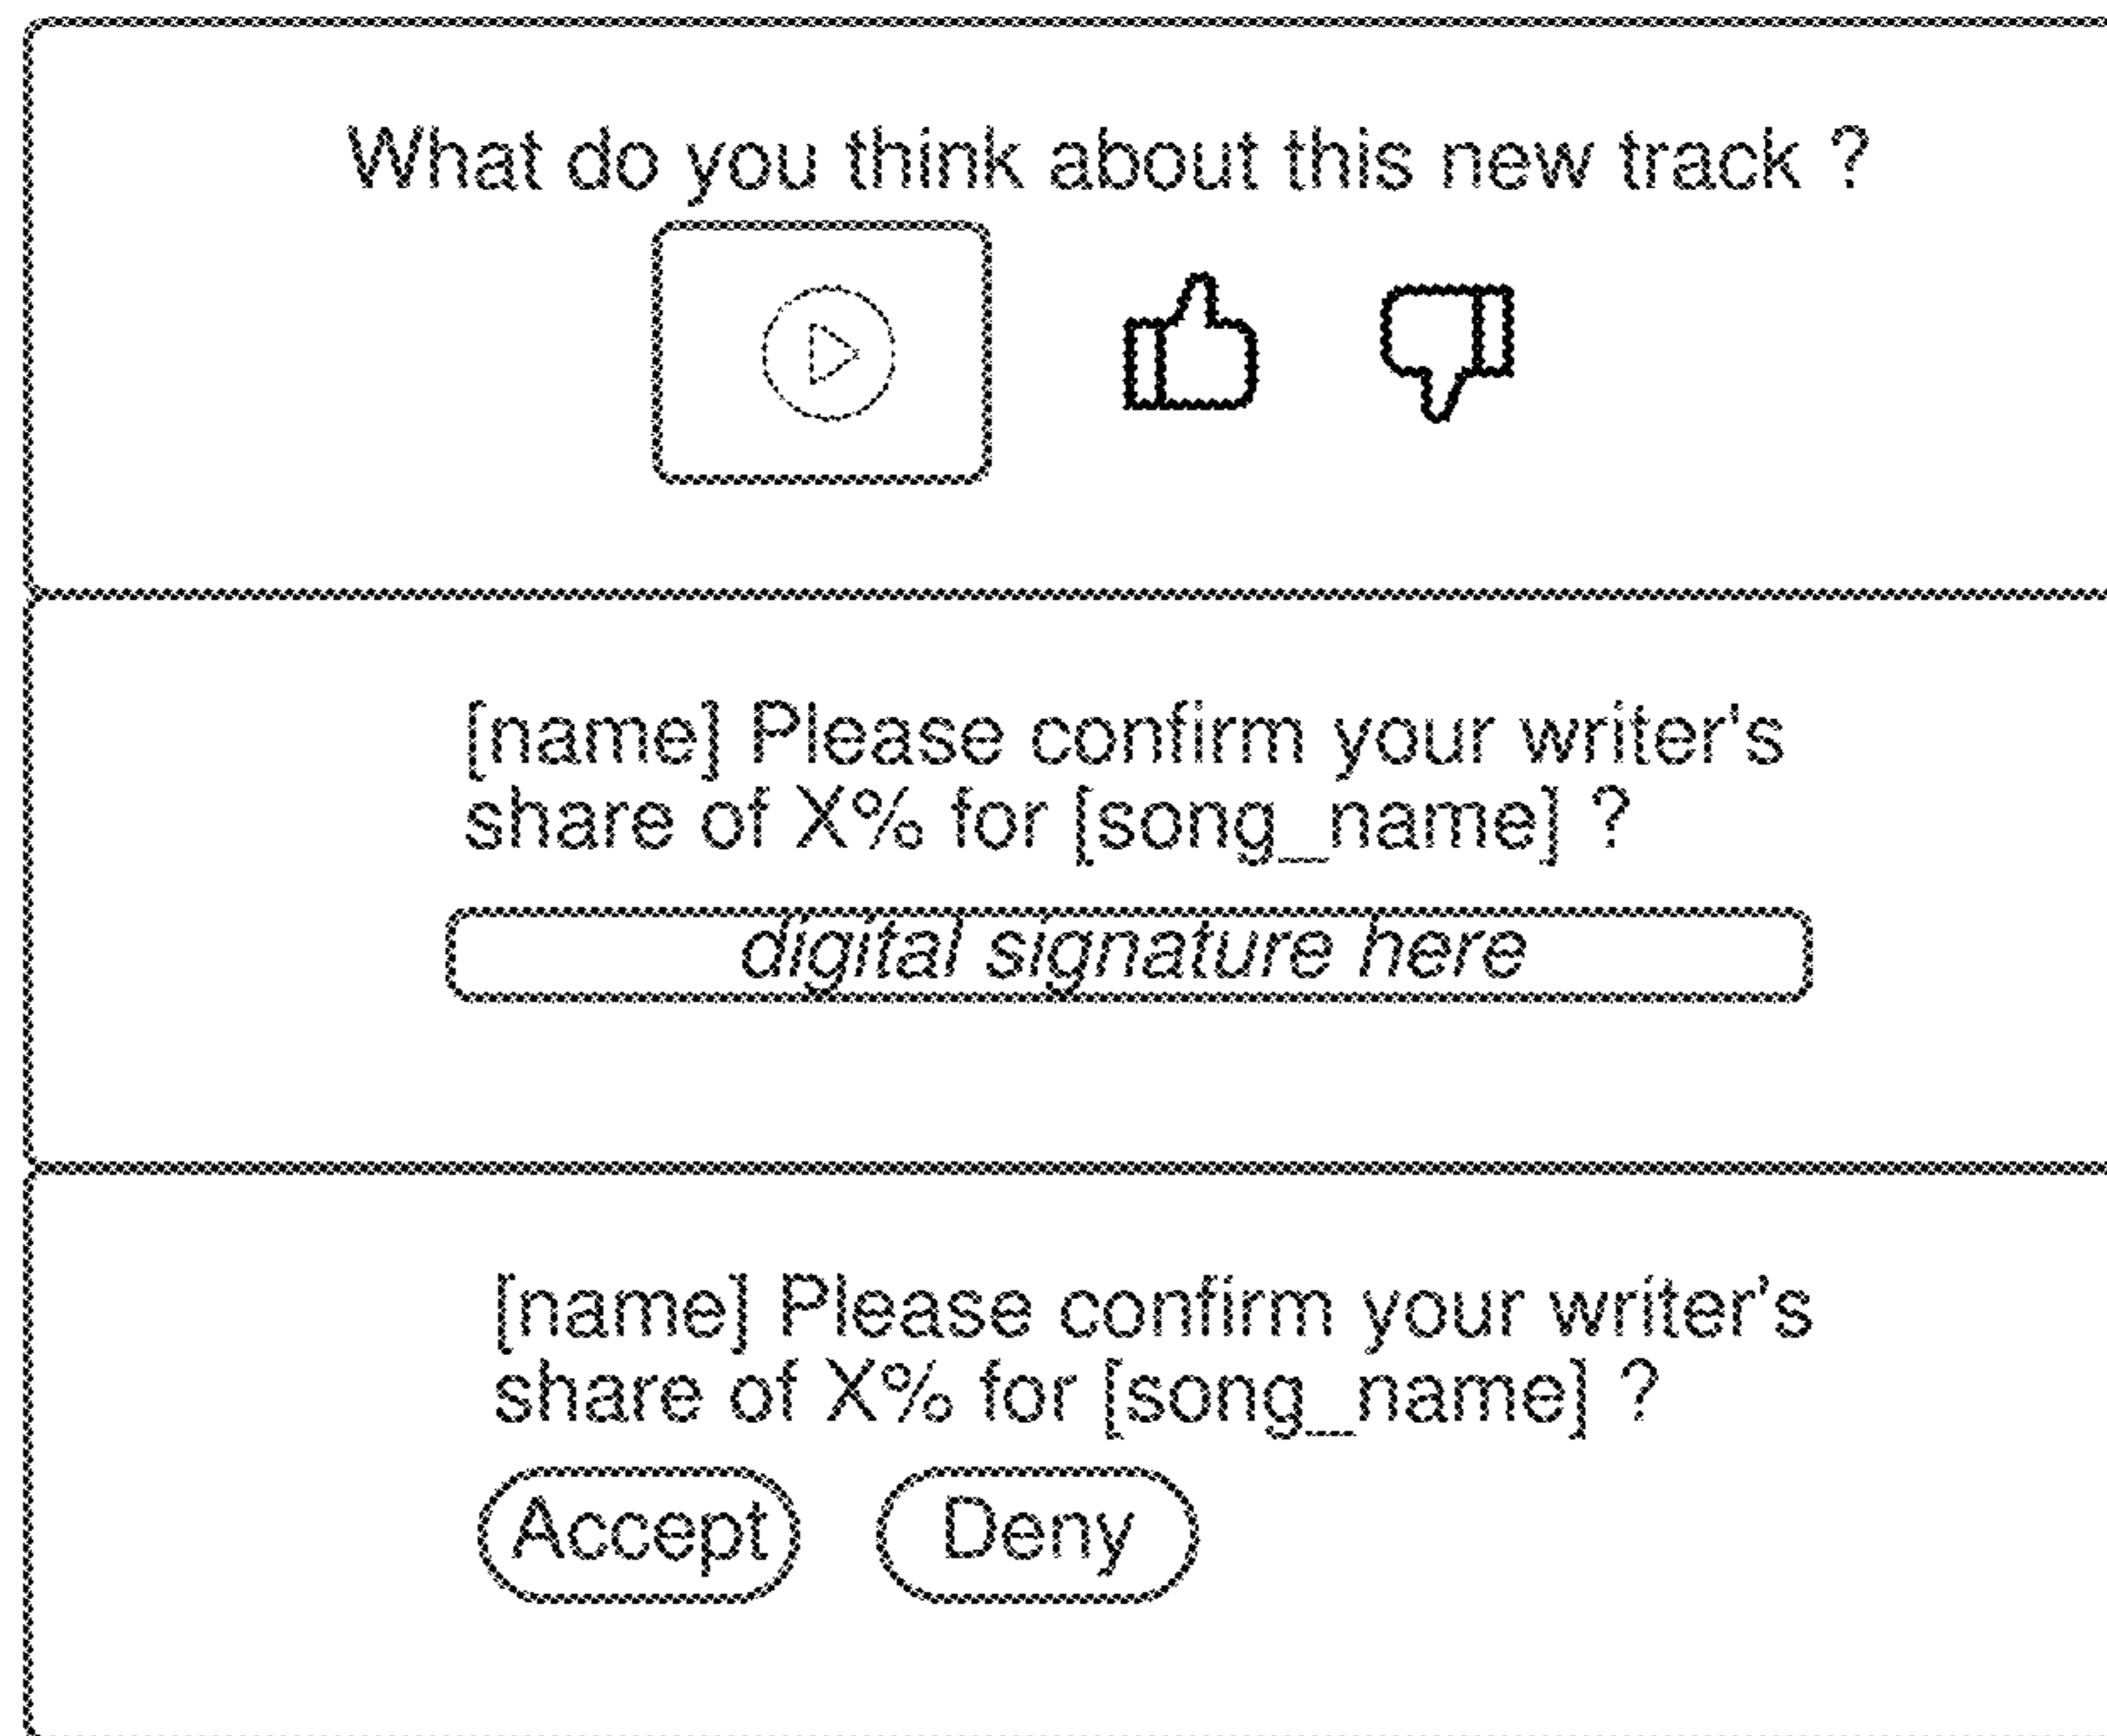 What do you think about this new track ?
[name] Please confirm your writer's
share of X% for [song_name] ?
digital signature here
[name] Please confirm your writer's
share of X% for [song_name] ?
Accept Deny